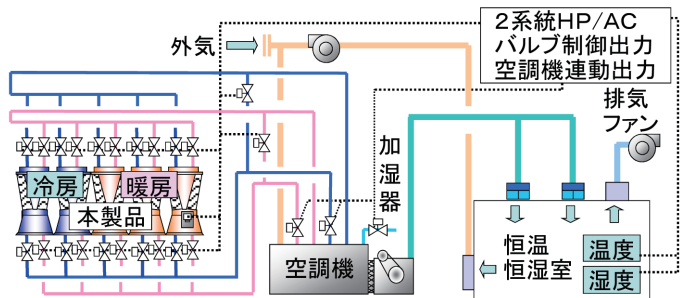 外気
2系統HP/AC
バルブ制御出力
空調機連動出力
排気
ファン
加湿器
冷房
暖房
本製品
空調機
恒温
恒湿室
温度
湿度